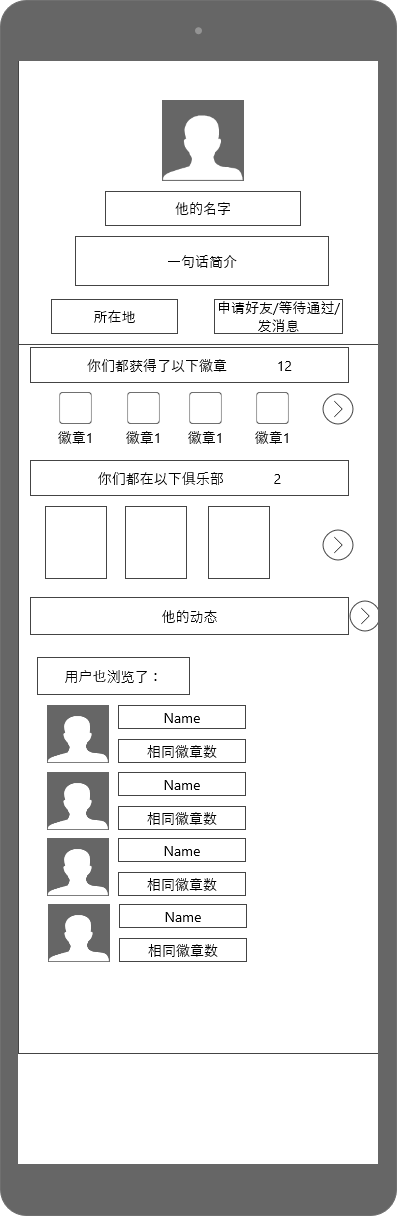 他的名字
一句话简介
所在地
申请好友/等待通过/
发消息
你们都获得了以下徽章 12
徽章1 徽章1 徽章1 徽章1
你们都在以下俱乐部 2
他的动态
用户也浏览了：
Name
相同徽章数
Name
相同徽章数
Name
相同徽章数
Name
相同徽章数